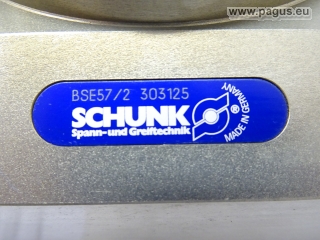 www.pagus.eu
BSE57/2 303125
SCHUNK ®
Spann- und Greiftechnik
MADE IN GERMANY